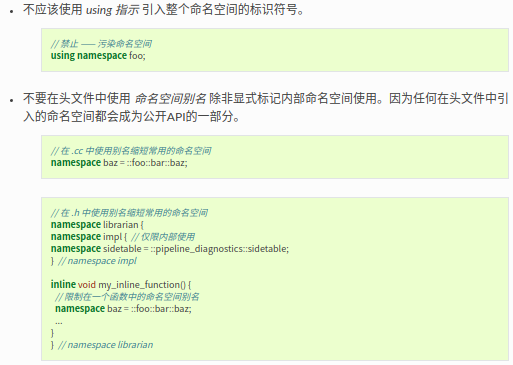 • 不应该使用 using 指示 引入整个命名空间的标识符号。
// 禁止 —— 污染命名空间
using namespace foo;
• 不要在头文件中使用 命名空间别名 除非显式标记内部命名空间使用。因为任何在头文件中引
入的命名空间都会成为公开API的一部分。
// 在 .cc 中使用别名缩短常用的命名空间
namespace baz = ::foo::bar::baz;
// 在 .h 中使用别名缩短常用的命名空间
namespace librarian {
namespace impl { // 仅限内部使用
namespace sidetable = ::pipeline_diagnostics::sidetable;
} // namespace impl
inline void my_inline_function() {
// 限制在一个函数中的命名空间别名
namespace baz = ::foo::bar::baz;
...
}
} // namespace librarian